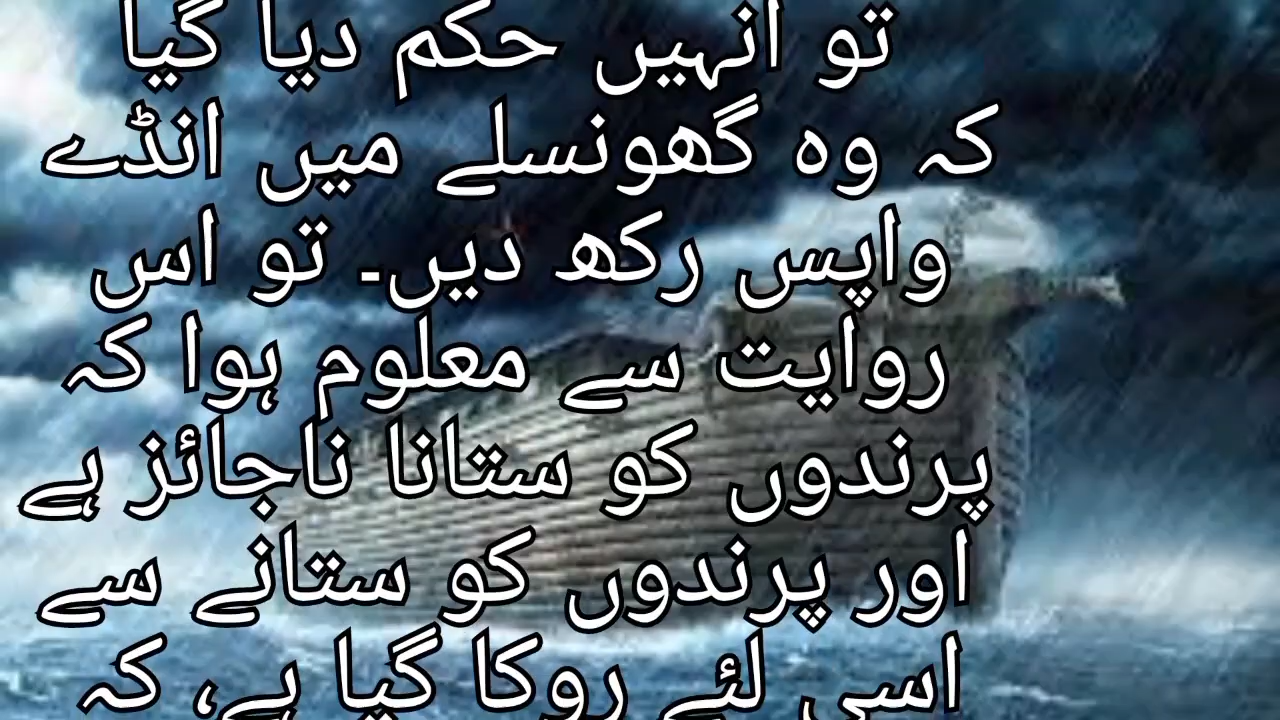 تو انہیں حکم دیا گیا
کہ وہ گھونسلے میں انڈے
واپس رکھ دیں۔ تو اس
روایت سے معلوم ہوا کہ
پرندوں کو ستانا ناجائز ہے
اور پرندوں کو ستانے سے
اسی لئے روکا گیا ہے، کہ